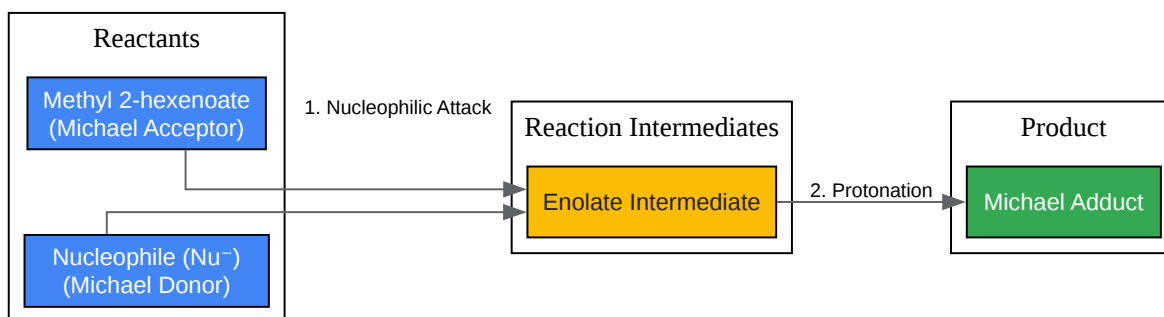 Reactants
Methyl 2-hexenoate
(Michael Acceptor)
1. Nucleophilic Attack
Nucleophile (Nu⁻)
(Michael Donor)
Reaction Intermediates
Enolate Intermediate
2. Protonation
Product
Michael Adduct